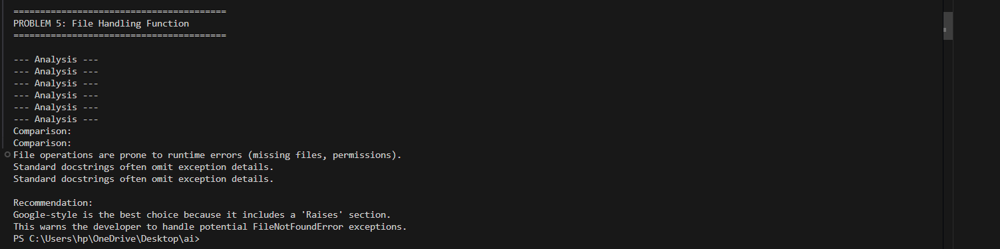 ========================================
PROBLEM 5: File Handling Function
========================================
--- Analysis ---
--- Analysis ---
--- Analysis ---
--- Analysis ---
--- Analysis ---
--- Analysis ---
Comparison:
Comparison:
File operations are prone to runtime errors (missing files, permissions).
Standard docstrings often omit exception details.
Standard docstrings often omit exception details.
Recommendation:
Google-style is the best choice because it includes a 'Raises' section.
This warns the developer to handle potential FileNotFoundError exceptions.
PS C:\Users\hp\OneDrive\Desktop\ai>